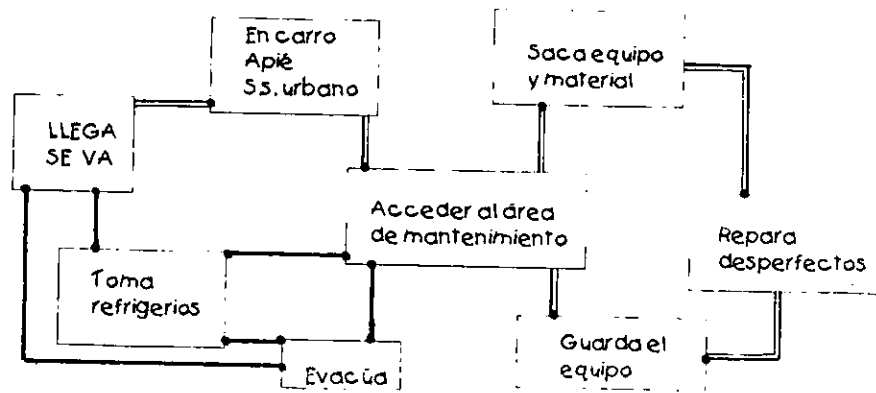 En carro
Apié
S.s. urbano
Saca equipo
y material
LLEGA
SE VA
Acceder al área
de mantenimiento
Repara
desperfectos
Toma
refrigerios
Guarda el
equipo
Evacúa